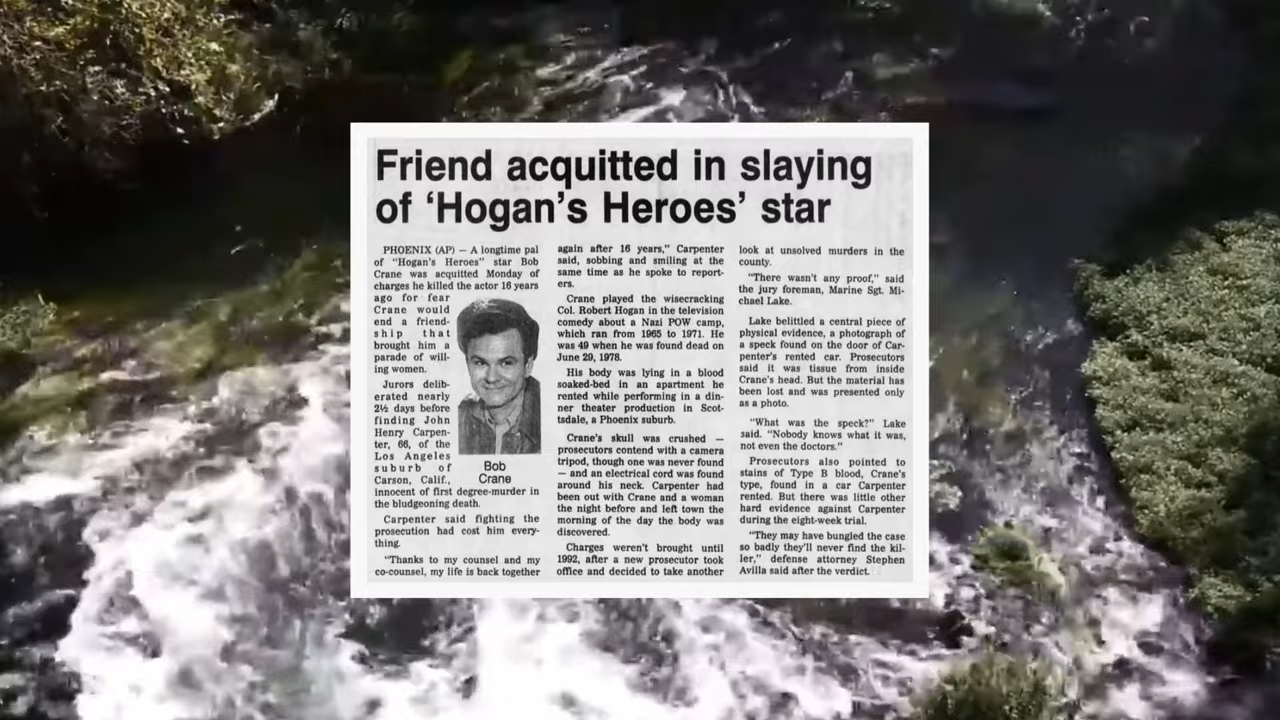 Friend acquitted in slaying
of ‘Hogan’s Heroes’ star
PHOENIX (AP) — A longtime pal
of "Hogan's Heroes" star Bob
Crane was acquitted Monday of
charges he killed the actor 16 years
ago for fear
Crane would
end a friend-
ship that
brought him a
parade of will-
ing women.
Jurors delib-
erated nearly
2½ days before
finding John
Henry Carpen-
ter, 66, of the
Los Angeles
suburb of
Carson, Calif.,
innocent of first degree-murder in
the bludgeoning death.
Carpenter said fighting the
prosecution had cost him every-
thing.
"Thanks to my counsel and my
co-counsel, my life is back together
Bob
Crane
again after 16 years," Carpenter
said, sobbing and smiling at the
same time as he spoke to report-
ers.
Crane played the wisecracking
Col. Robert Hogan in the television
comedy about a Nazi POW camp,
which ran from 1965 to 1971. He
was 49 when he was found dead on
June 29, 1978.
His body was lying in a blood
soaked-bed in an apartment he
rented while performing in a din-
ner theater production in Scot-
tsdale, a Phoenix suburb.
Crane's skull was crushed —
prosecutors contend with a camera
tripod, though one was never found
— and an electrical cord was found
around his neck. Carpenter had
been out with Crane and a woman
the night before and left town the
morning of the day the body was
discovered.
Charges weren't brought until
1992, after a new prosecutor took
office and decided to take another
look at unsolved murders in the
county.
"There wasn't any proof," said
the jury foreman, Marine Sgt. Mi-
chael Lake.
Lake belittled a central piece of
physical evidence, a photograph of
a speck found on the door of Car-
penter's rented car. Prosecutors
said it was tissue from inside
Crane's head. But the material has
been lost and was presented only
as a photo.
"What was the speck?" Lake
said. "Nobody knows what it was,
not even the doctors."
Prosecutors also pointed to
stains of Type B blood, Crane's
type, found in a car Carpenter
rented. But there was little other
hard evidence against Carpenter
during the eight-week trial.
"They may have bungled the case
so badly they'll never find the kil-
ler," defense attorney Stephen
Avilla said after the verdict.